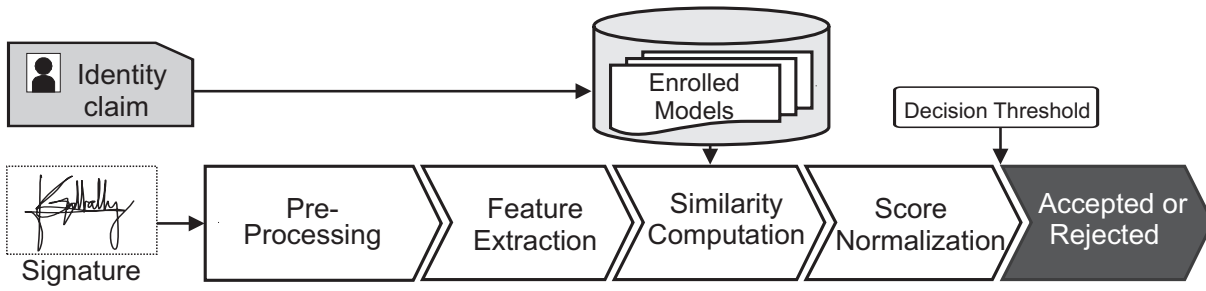 Identity
claim
Enrolled
Models
Decision Threshold
Signature
Pre-
Processing
Feature
Extraction
Similarity
Computation
Score
Normalization
Accepted or
Rejected